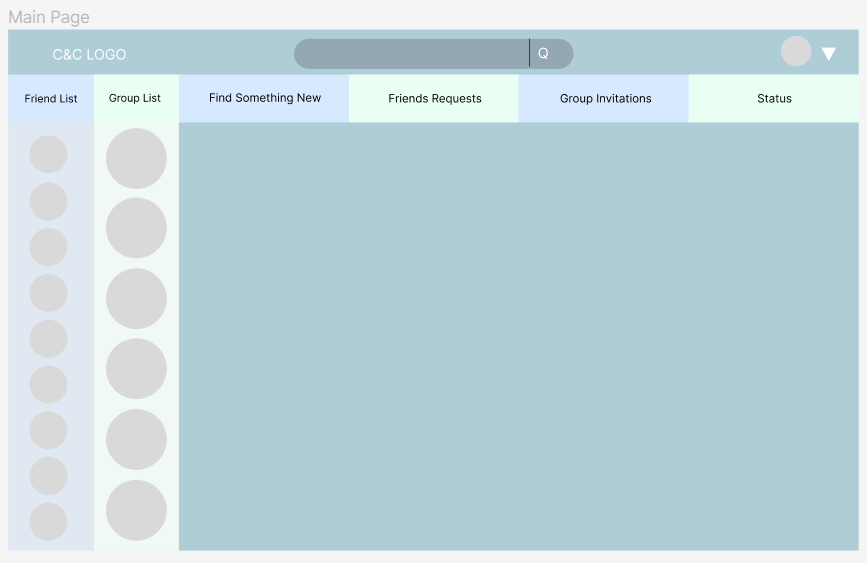 Main Page
C&C LOGO
Q
Friend List
Group List
Find Something New
Friends Requests
Group Invitations
Status